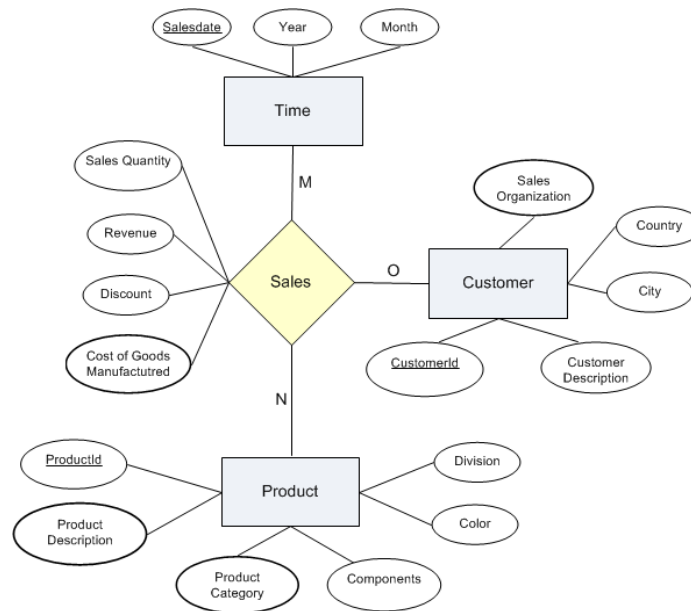 Salesdate
Year
Month
Time
Sales Quantity
M
Sales
Organization
Revenue
Country
Sales
O
Customer
Discount
City
Cost of Goods
Manufactutred
CustomerId
Customer
Description
N
ProductId
Division
Product
Product
Description
Color
Product
Category
Components